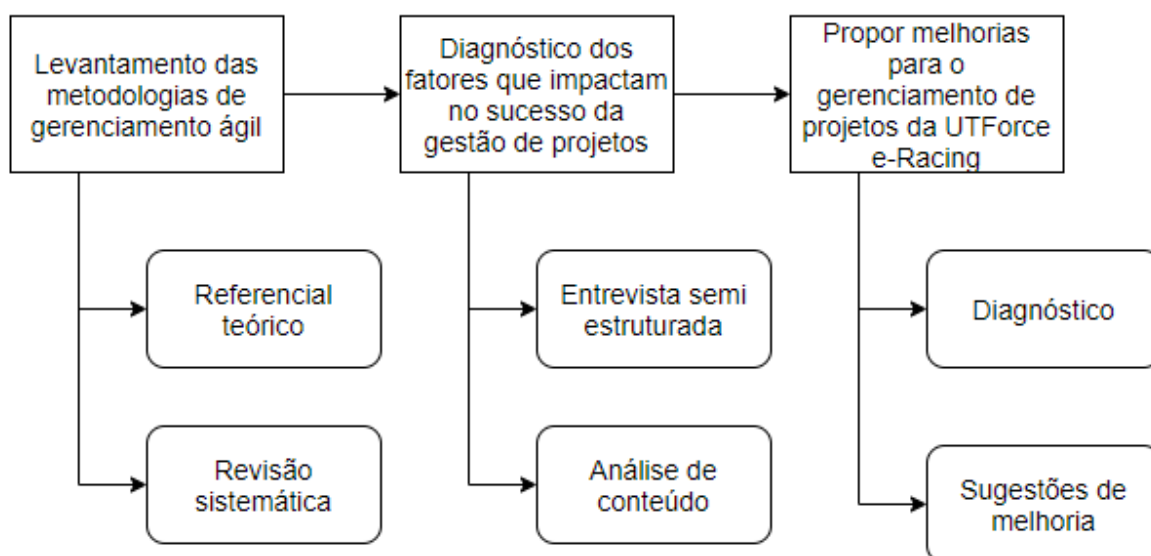 Levantamento das
metodologias de
gerenciamento ágil
Diagnóstico dos
fatores que impactam
no sucesso da
gestão de projetos
Propor melhorias
para o
gerenciamento de
projetos da UTForce
e-Racing
Referencial
teórico
Entrevista semi
estruturada
Diagnóstico
Revisão
sistemática
Análise de
conteúdo
Sugestões de
melhoria